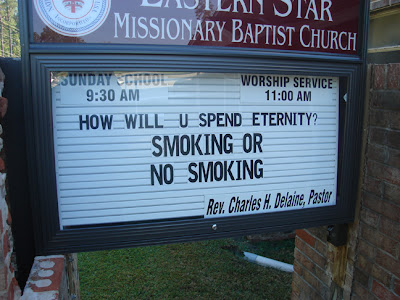 EASTERN STAR
MISSIONARY BAPTIST CHURCH
SUNDAY SCHOOL WORSHIP SERVICE
9:30 AM 11:00 AM
HOW WILL U SPEND ETERNITY?
SMOKING OR
NO SMOKING
Rev. Charles H. Delaine, Pastor